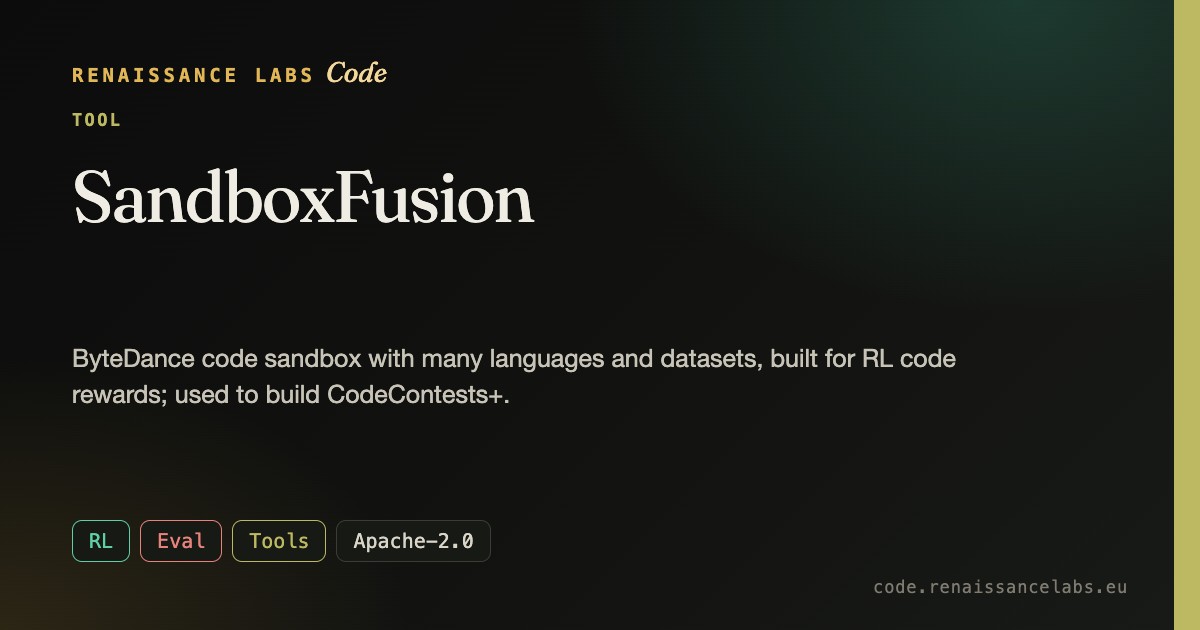 RENAISSANCE LABS Code
TOOL
SandboxFusion
ByteDance code sandbox with many languages and datasets, built for RL code
rewards; used to build CodeContests+.
RL Eval Tools Apache-2.0
code.renaissancelabs.eu